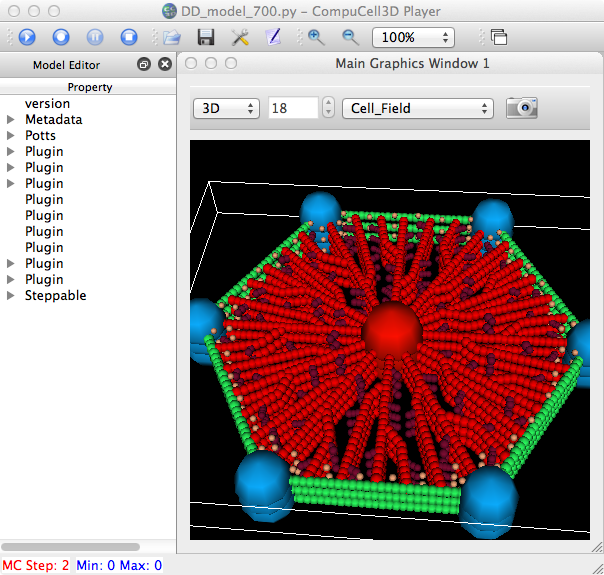 DD_model_700.py - CompuCell3D Player
100%
Model Editor
Property
version
Metadata
Potts
Plugin
Plugin
Plugin
Plugin
Plugin
Plugin
Plugin
Plugin
Plugin
Steppable
Main Graphics Window 1
3D
18
Cell_Field
MC Step: 2 Min: 0 Max: 0